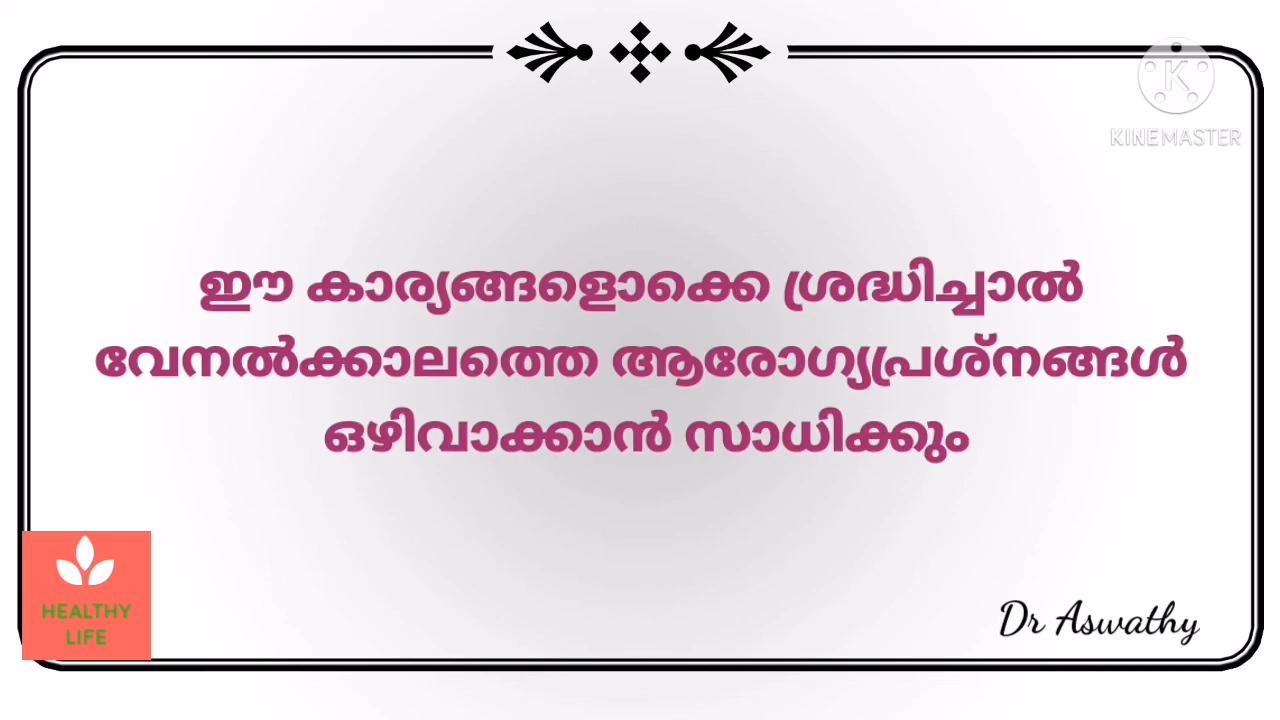 KINEMASTER
ഈ കാര്യങ്ങളൊക്കെ ശ്രദ്ധിച്ചാൽ
വേനൽക്കാലത്തെ ആരോഗ്യപ്രശ്നങ്ങൾ
ഒഴിവാക്കാൻ സാധിക്കും
HEALTHY
LIFE
Dr Aswathy